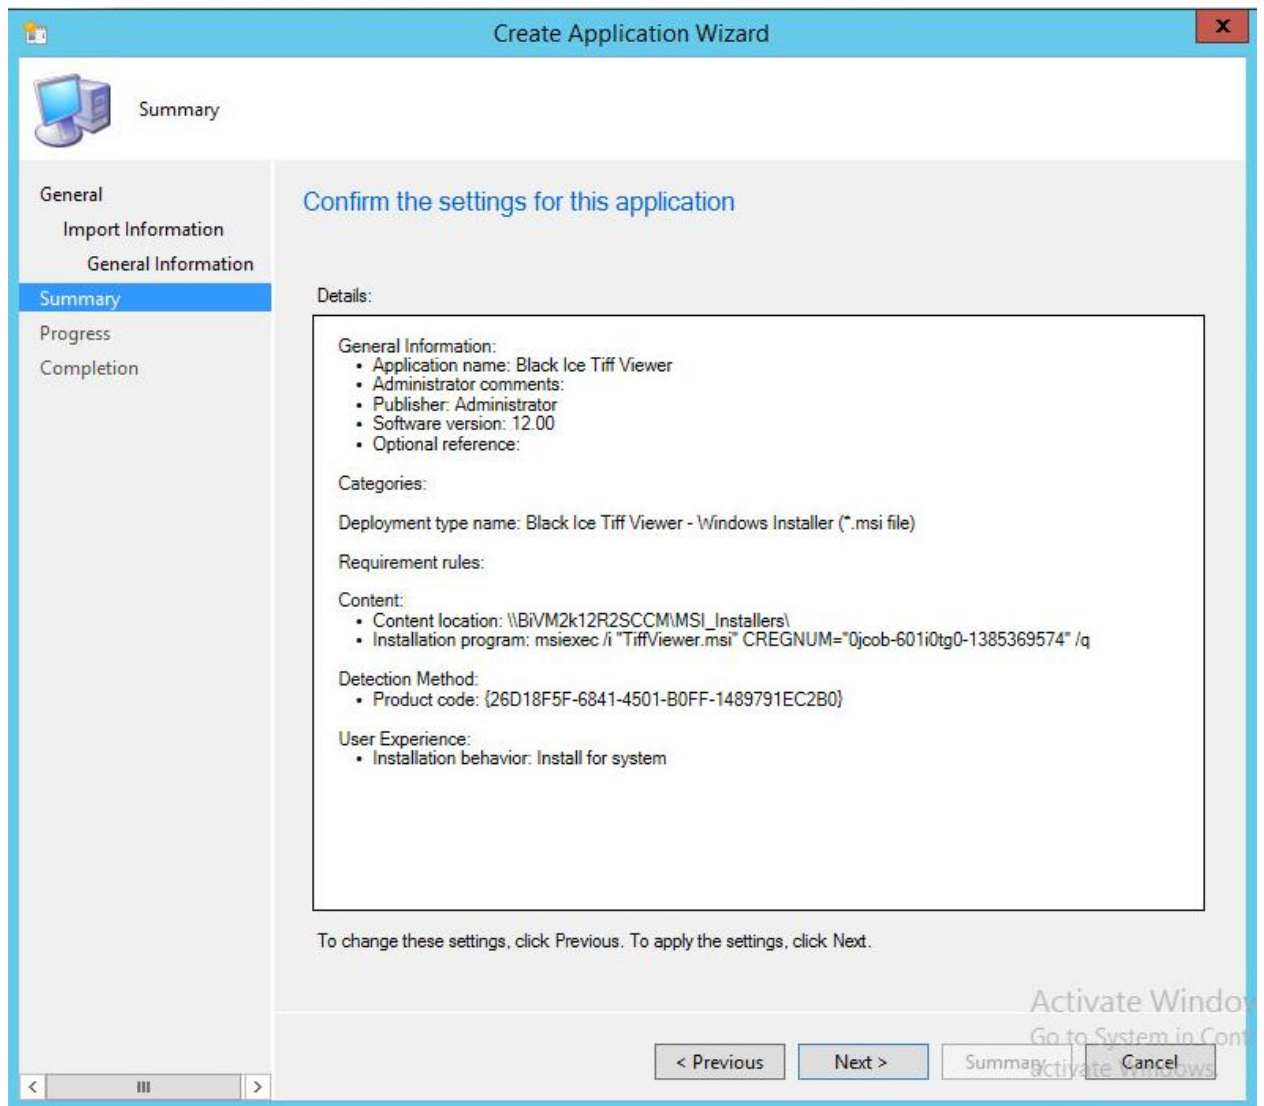 Create Application Wizard
X
Summary
General
Import Information
General Information
Summary
Progress
Completion
Confirm the settings for this application
Details:
General Information:
• Application name: Black Ice Tiff Viewer
• Administrator comments:
• Publisher: Administrator
• Software version: 12.00
• Optional reference:
Categories:
Deployment type name: Black Ice Tiff Viewer - Windows Installer (*.msi file)
Requirement rules:
Content:
• Content location: \\BiVM2k12R2SCCM\MSI_Installers\
• Installation program: msiexec /i "TiffViewer.msi" CREGNUM="0jcob-601i0tg0-1385369574" /q
Detection Method:
• Product code: {26D18F5F-6841-4501-B0FF-1489791EC2B0}
User Experience:
• Installation behavior: Install for system
To change these settings, click Previous. To apply the settings, click Next.
Activate Window
Go to System in Cont
activate Windows.
< Previous
Next >
Summary
Cancel